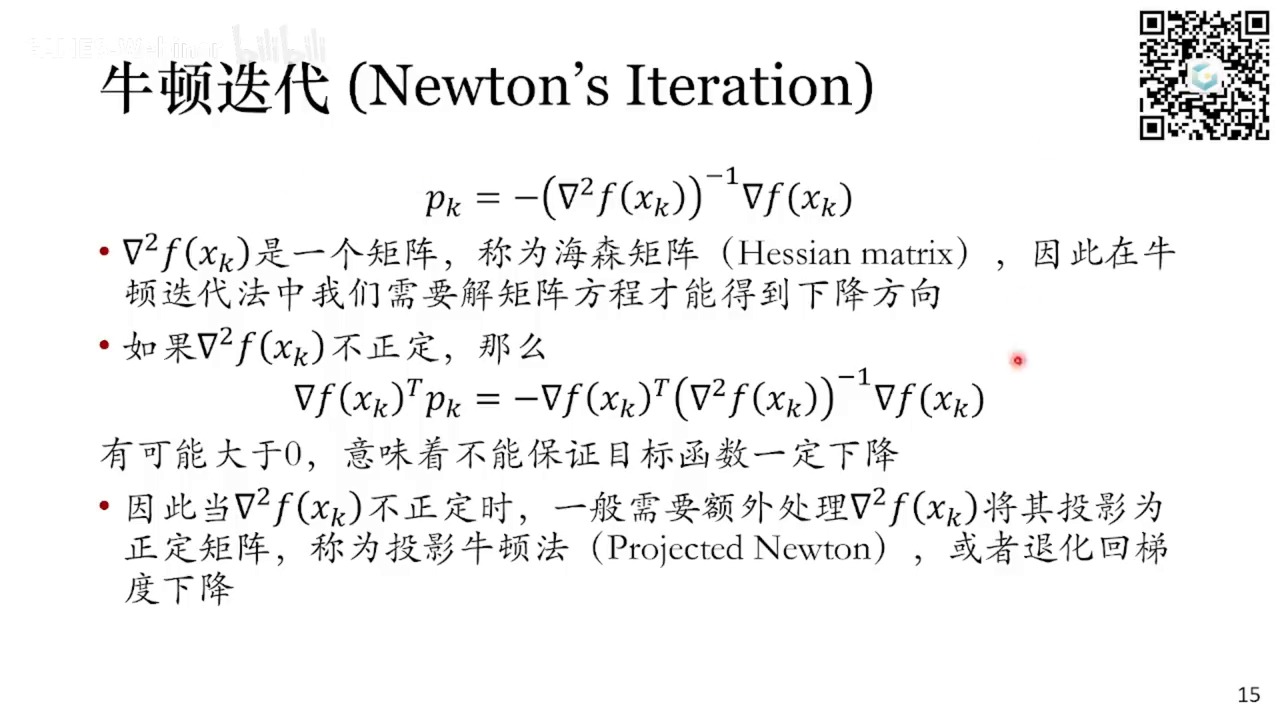 牛顿迭代 (Newton's Iteration)
p_k = −(∇²f(x_k))⁻¹∇f(x_k)
• ∇²f(x_k)是一个矩阵，称为海森矩阵（Hessian matrix），因此在牛
顿迭代法中我们需要解矩阵方程才能得到下降方向
• 如果∇²f(x_k)不正定，那么
∇f(x_k)ᵀp_k = −∇f(x_k)ᵀ(∇²f(x_k))⁻¹∇f(x_k)
有可能大于0，意味着不能保证目标函数一定下降
• 因此当∇²f(x_k)不正定时，一般需要额外处理∇²f(x_k)将其投影为
正定矩阵，称为投影牛顿法（Projected Newton），或者退化回梯
度下降
15